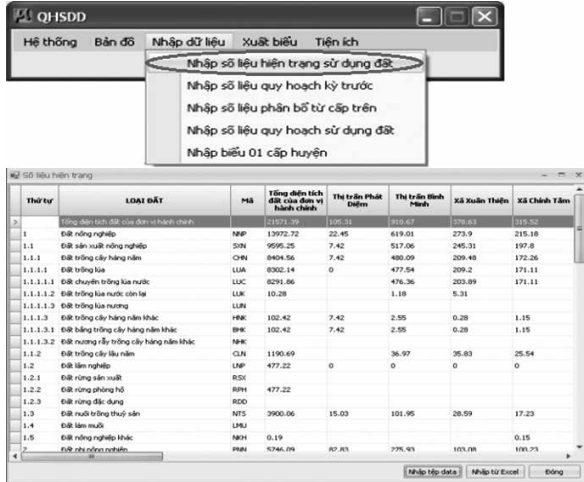 QHSDD
Hệ thống Bản đồ Nhập dữ liệu Xuất biểu Tiện ích
Nhập số liệu hiện trạng sử dụng đất
Nhập số liệu quy hoạch kỳ trước
Nhập số liệu phân bổ từ cấp trên
Nhập số liệu quy hoạch sử dụng đất
Nhập biểu 01 cấp huyện
Số liệu hiện trạng
Thứ tự LOẠI ĐẤT Mã Tổng diện tích đất của đơn vị hành chính Thị trấn Phát Diệm Thị trấn Bình Minh Xã Xuân Thiện Xã Chính Tâm
Tổng diện tích đất của đơn vị hành chính 21571.39 105.31 918.67 378.63 315.52
1 Đất nông nghiệp NNP 13972.72 22.45 619.01 273.9 215.18
1.1 Đất sản xuất nông nghiệp SXN 9595.25 7.42 517.06 245.31 197.8
1.1.1 Đất trồng cây hàng năm CHN 8404.56 7.42 480.09 209.48 172.26
1.1.1.1 Đất trồng lúa LUA 8302.14 0 477.54 209.2 171.11
1.1.1.1.1 Đất chuyên trồng lúa nước LUC 8291.86 476.36 203.89 171.11
1.1.1.1.2 Đất trồng lúa nước còn lại LUK 10.28 1.18 5.31
1.1.1.1.3 Đất trồng lúa nương LUN
1.1.1.3 Đất trồng cây hàng năm khác HNK 102.42 7.42 2.55 0.28 1.15
1.1.1.3.1 Đất bằng trồng cây hàng năm khác BHK 102.42 7.42 2.55 0.28 1.15
1.1.1.3.2 Đất nương rẫy trồng cây hàng năm khác NHK
1.1.2 Đất trồng cây lâu năm CLN 1190.69 36.97 35.83 25.54
1.2 Đất lâm nghiệp LNP 477.22 0 0 0 0
1.2.1 Đất rừng sản xuất RSX
1.2.2 Đất rừng phòng hộ RPH 477.22
1.2.3 Đất rừng đặc dụng RDD
1.3 Đất nuôi trồng thuỷ sản NTS 3900.06 15.03 101.95 28.59 17.23
1.4 Đất làm muối LMU
1.5 Đất nông nghiệp khác NKH 0.19 0.15
2 Đất phi nông nghiệp PNN 5746.09 82.83 275.93 103.08 100.23
Nhập tệp data Nhập từ Excel Đóng